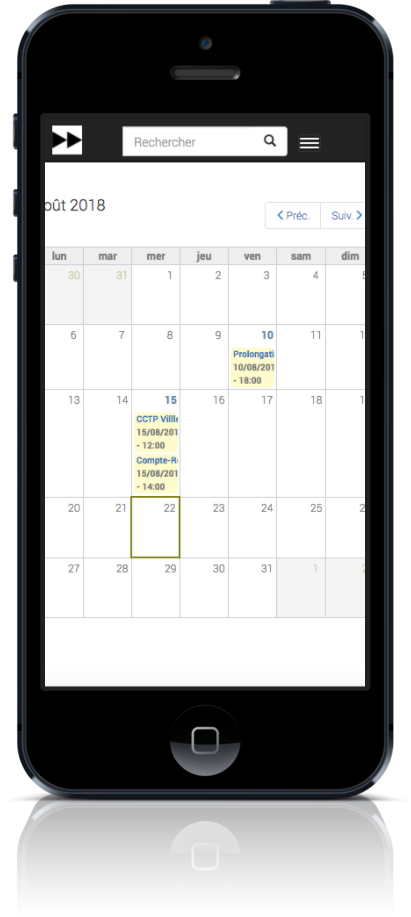 Rechercher
oût 2018
Préc. Suiv.
lun mar mer jeu ven sam dim
30 31 1 2 3 4
6 7 8 9 10 11 1
Prolongati
10/08/201
- 18:00
13 14 15 16 17 18 1
CCTP Villle
15/08/201
- 12:00
Compte-R
15/08/201
- 14:00
20 21 22 23 24 25 2
27 28 29 30 31 1 2